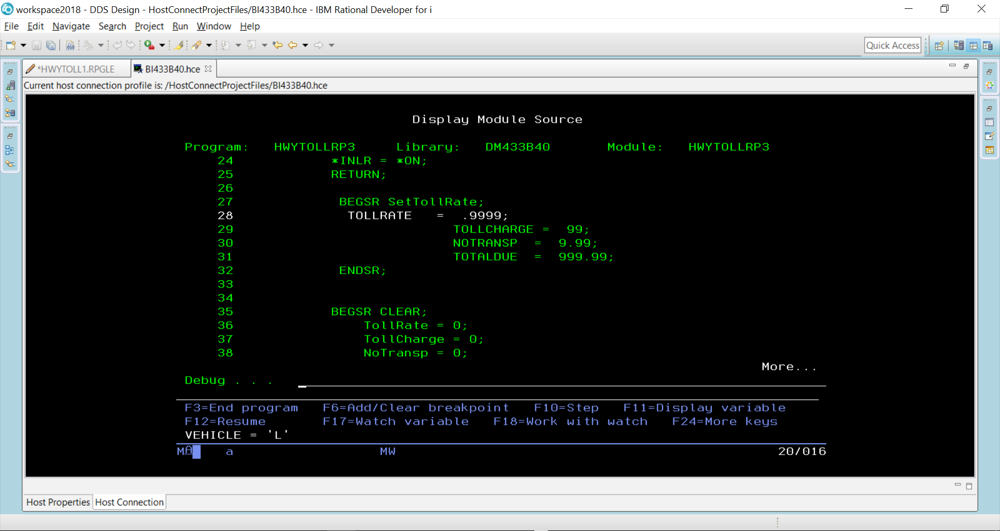 workspace2018 - DDS Design - HostConnectProjectFiles/BI433B40.hce - IBM Rational Developer for i
File Edit Navigate Search Project Run Window Help
Quick Access
*HWYTOLL1.RPGLE BI433B40.hce
Current host connection profile is: /HostConnectProjectFiles/BI433B40.hce
Display Module Source
Program: HWYTOLLRP3 Library: DM433B40 Module: HWYTOLLRP3
24 *INLR = *ON;
25 RETURN;
26
27 BEGSR SetTollRate;
28 TOLLRATE = .9999;
29 TOLLCHARGE = 99;
30 NOTRANSP = 9.99;
31 TOTALDUE = 999.99;
32 ENDSR;
33
34
35 BEGSR CLEAR;
36 TollRate = 0;
37 TollCharge = 0;
38 NoTransp = 0;
More...
Debug . . .
F3=End program F6=Add/Clear breakpoint F10=Step F11=Display variable
F12=Resume F17=Watch variable F18=Work with watch F24=More keys
VEHICLE = 'L'
MA a MW 20/016
Host Properties Host Connection